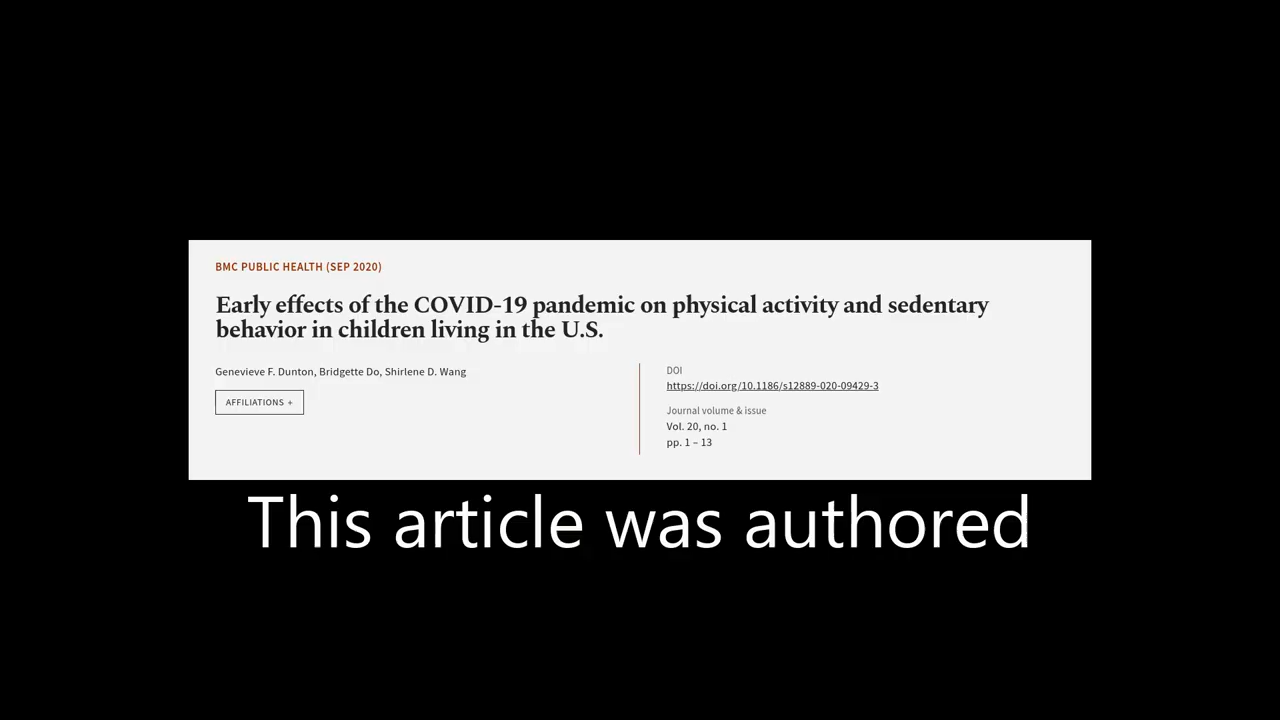 BMC PUBLIC HEALTH (SEP 2020)
Early effects of the COVID-19 pandemic on physical activity and sedentary
behavior in children living in the U.S.
Genevieve F. Dunton, Bridgette Do, Shirlene D. Wang
AFFILIATIONS +
DOI
https://doi.org/10.1186/s12889-020-09429-3
Journal volume & issue
Vol. 20, no. 1
pp. 1 – 13
This article was authored